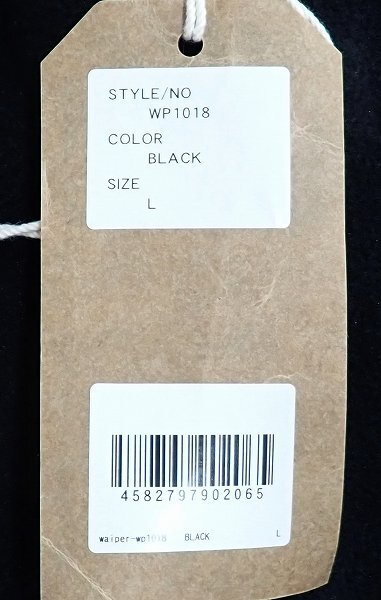 STYLE/NO
WP1018
COLOR
BLACK
SIZE
L
4582797902065
waiper-wp1018 BLACK L